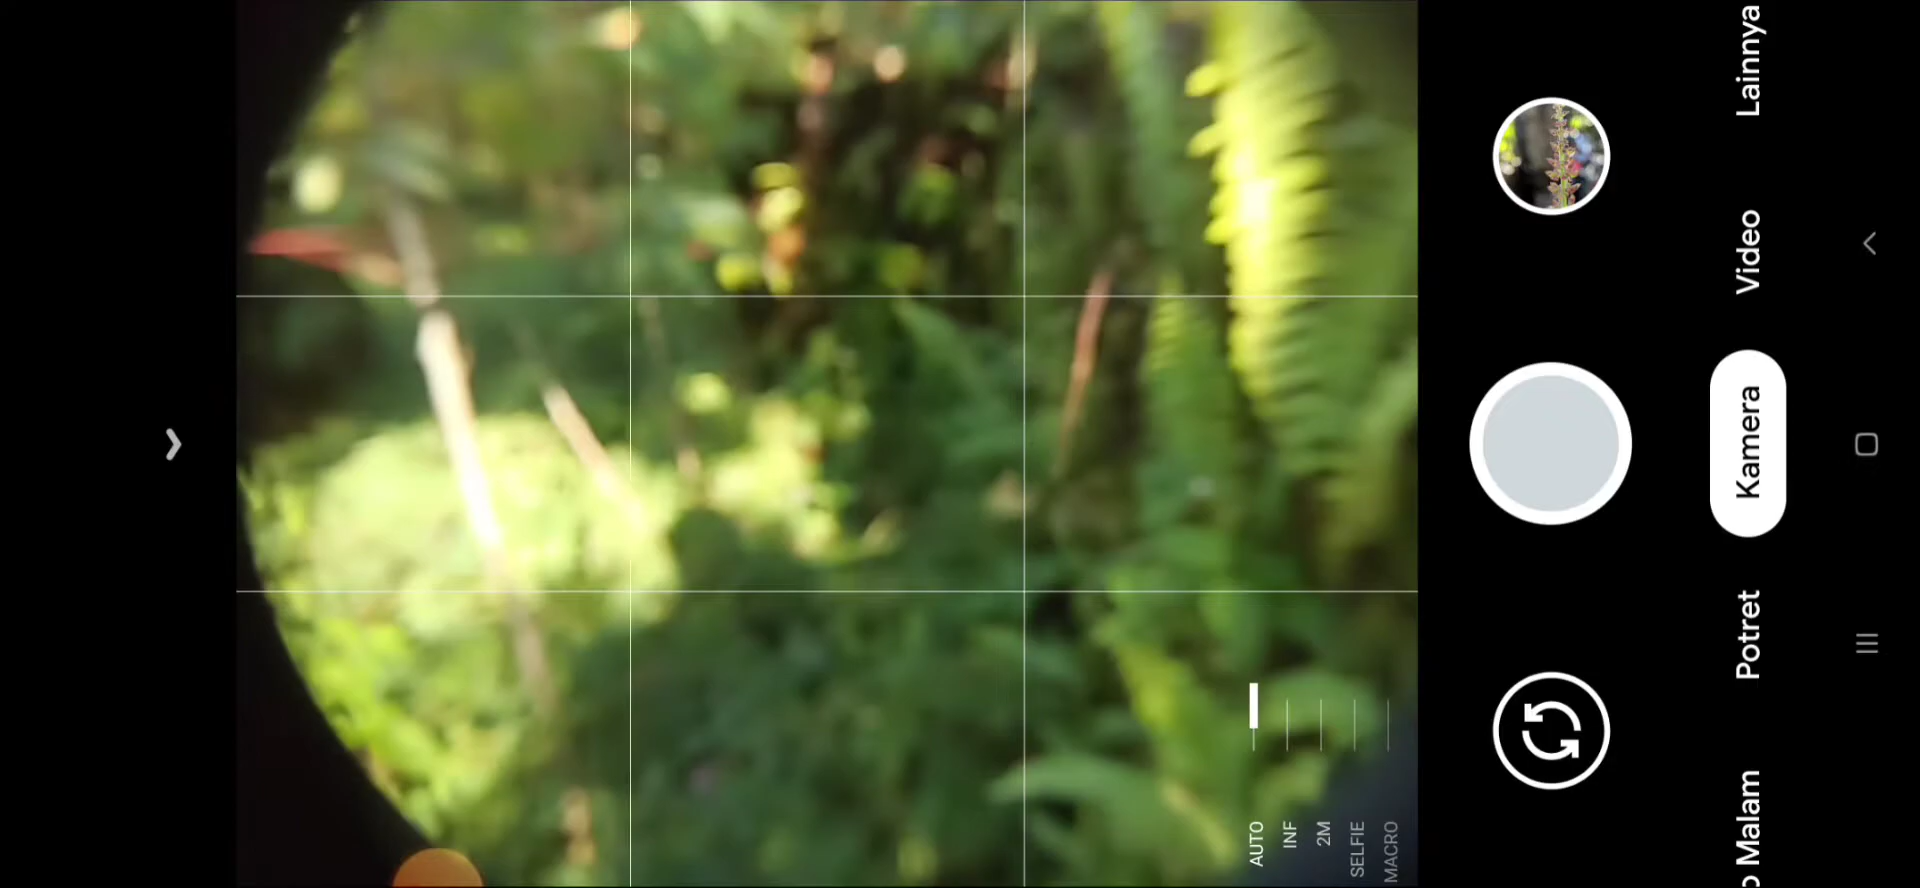 Lainnya
Video
Kamera
Potret
o Malam
AUTO
INF
2M
SELFIE
MACRO